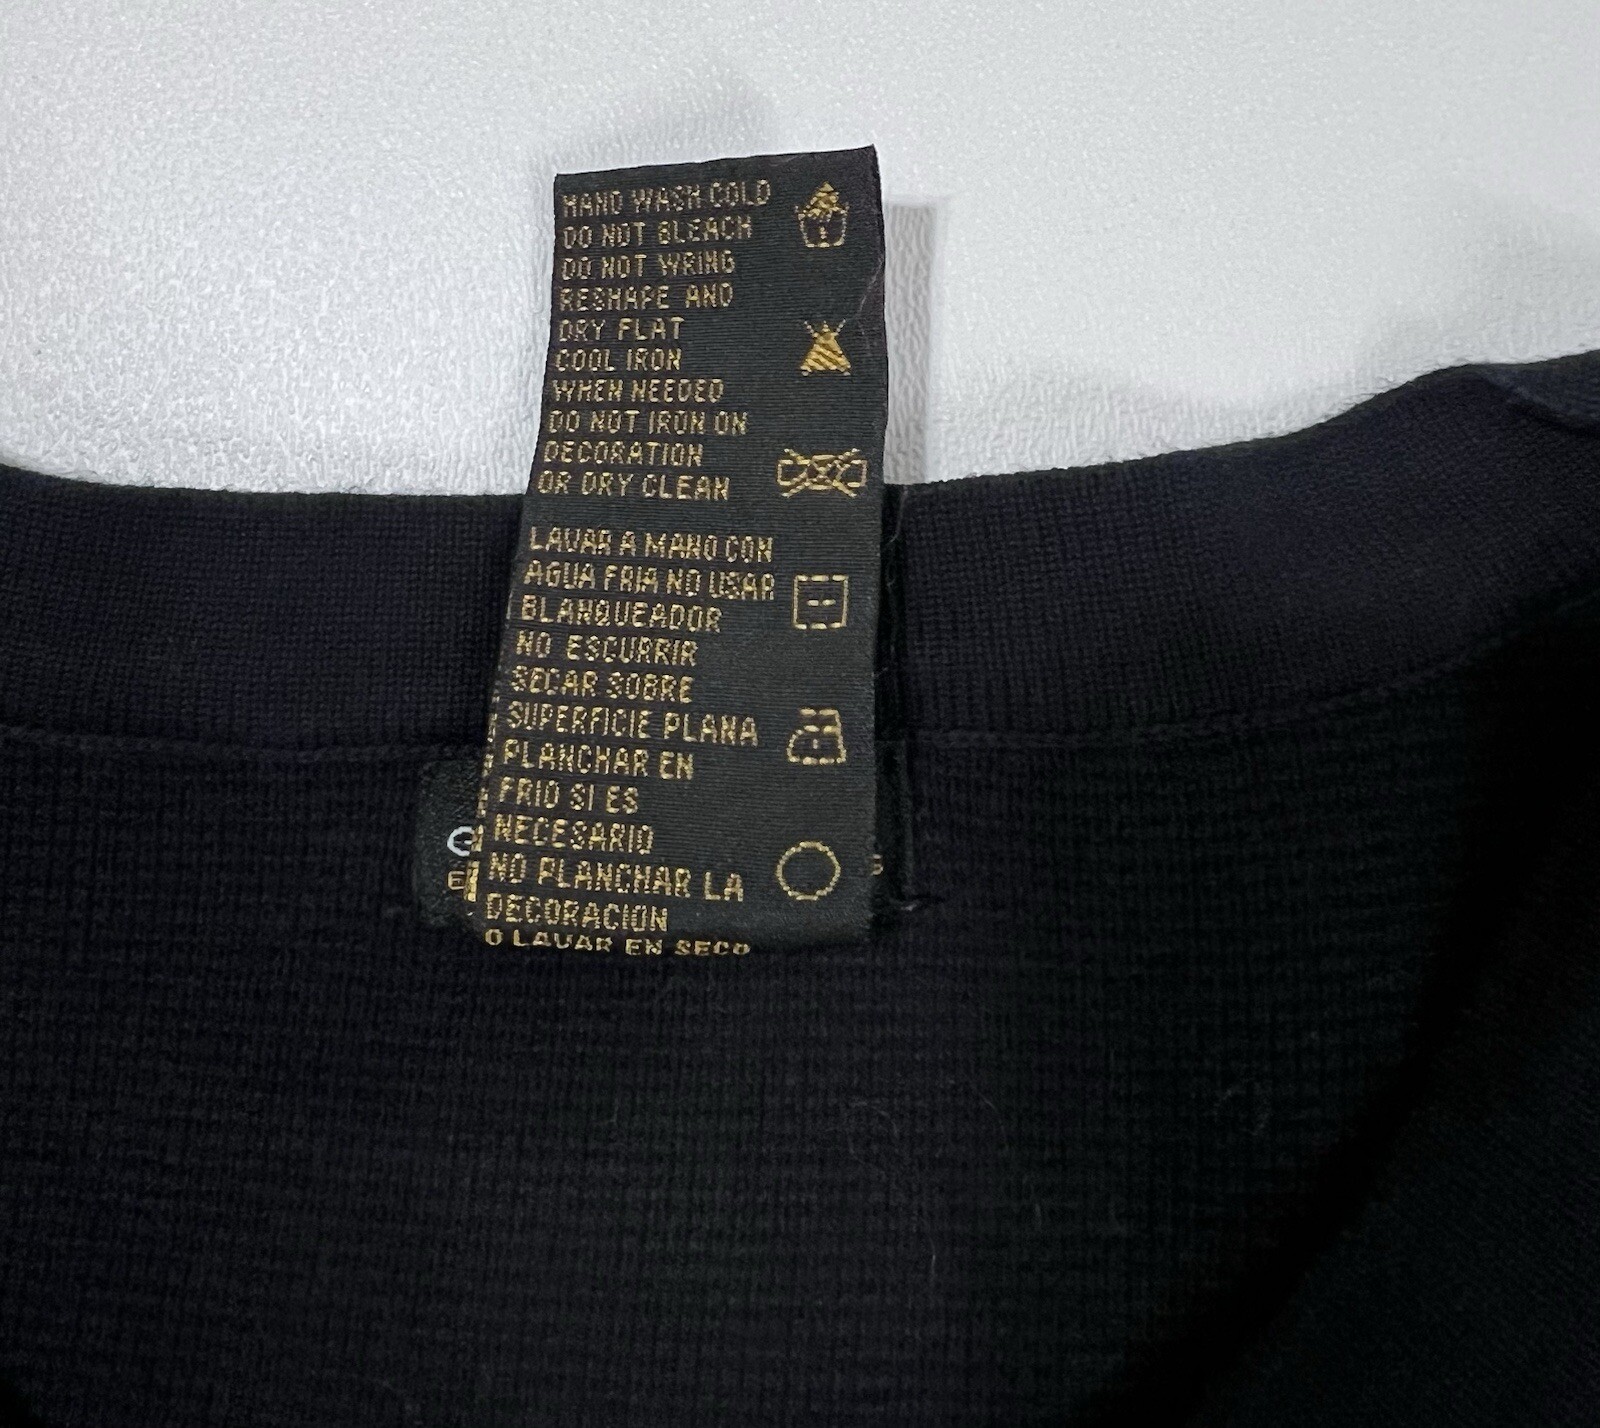 HAND WASH COLD
DO NOT BLEACH
DO NOT WRING
RESHAPE AND
DRY FLAT
COOL IRON
WHEN NEEDED
DO NOT IRON ON
DECORATION
OR DRY CLEAN
LAVAR A MANO CON
AGUA FRIA NO USAR
BLANQUEADOR
NO ESCURRIR
SECAR SOBRE
SUPERFICIE PLANA
PLANCHAR EN
FRIO SI ES
NECESARIO
NO PLANCHAR LA
DECORACION
O LAVAR EN SECO